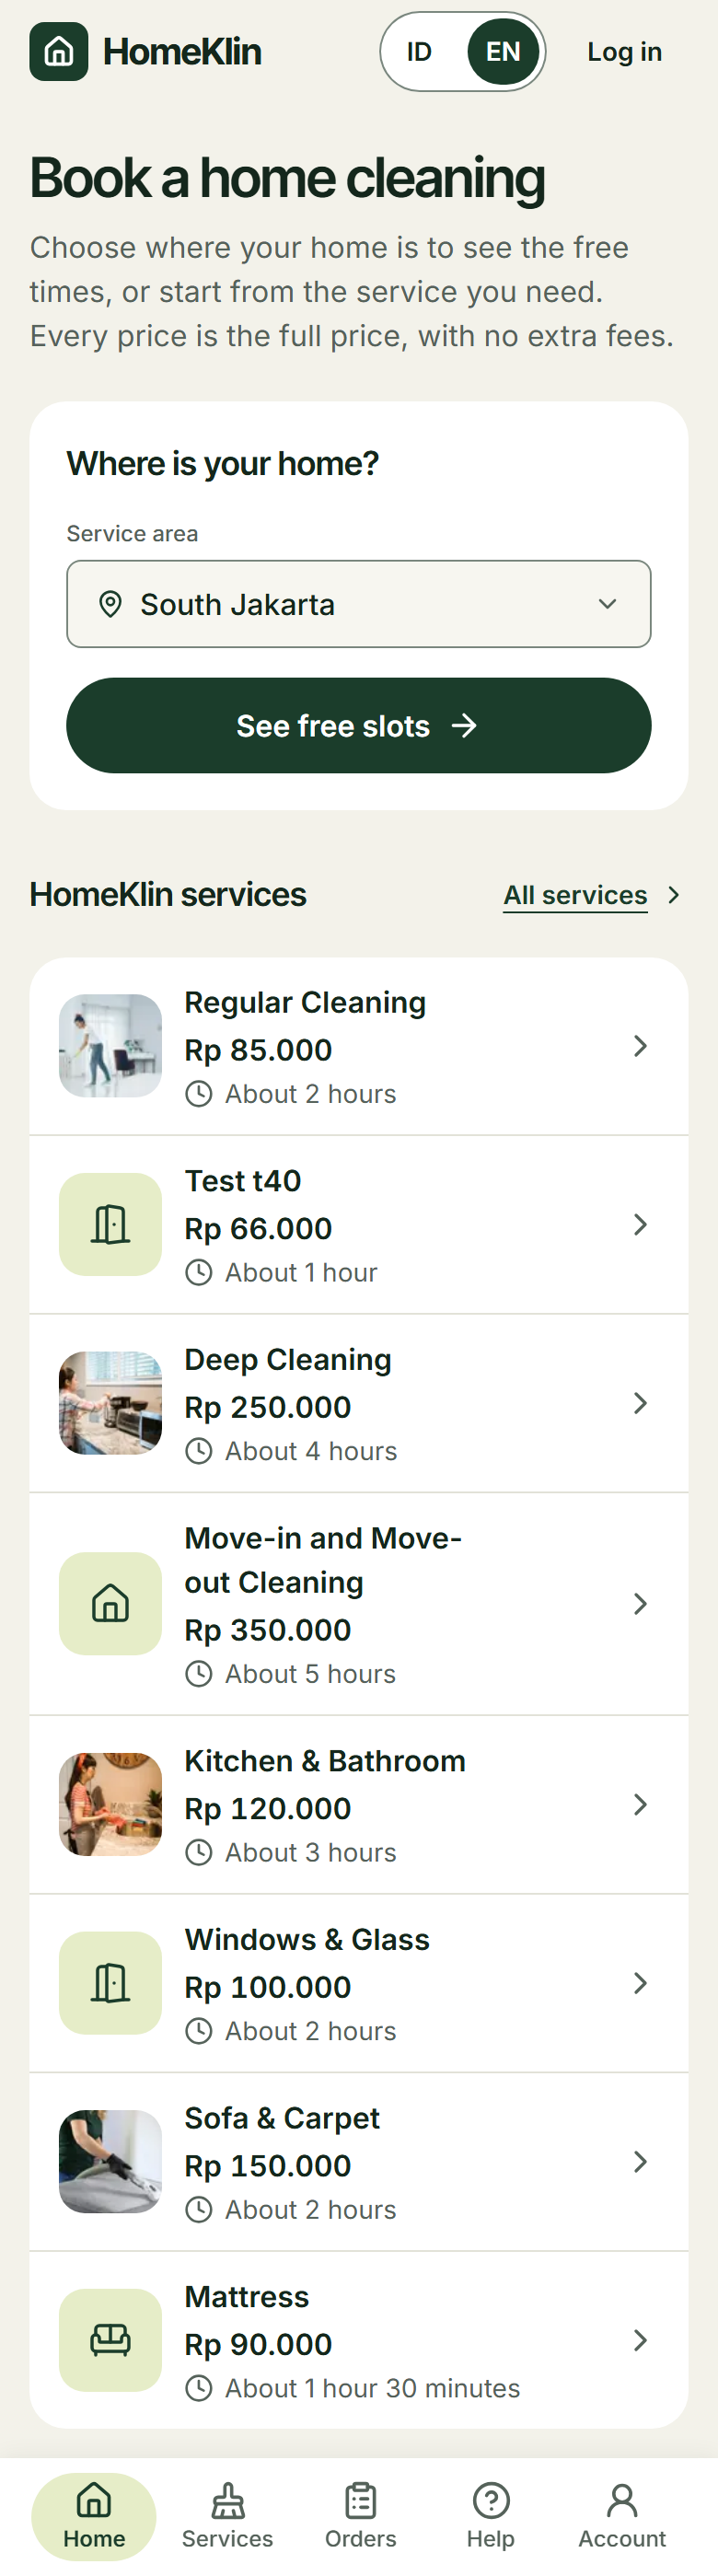 HomeKlin
ID
EN
Log in
Book a home cleaning
Choose where your home is to see the free
times, or start from the service you need.
Every price is the full price, with no extra fees.
Where is your home?
Service area
South Jakarta
See free slots
HomeKlin services
All services
Regular Cleaning
Rp 85.000
About 2 hours
Test t40
Rp 66.000
About 1 hour
Deep Cleaning
Rp 250.000
About 4 hours
Move-in and Move-
out Cleaning
Rp 350.000
About 5 hours
Kitchen & Bathroom
Rp 120.000
About 3 hours
Windows & Glass
Rp 100.000
About 2 hours
Sofa & Carpet
Rp 150.000
About 2 hours
Mattress
Rp 90.000
About 1 hour 30 minutes
Home
Services
Orders
Help
Account